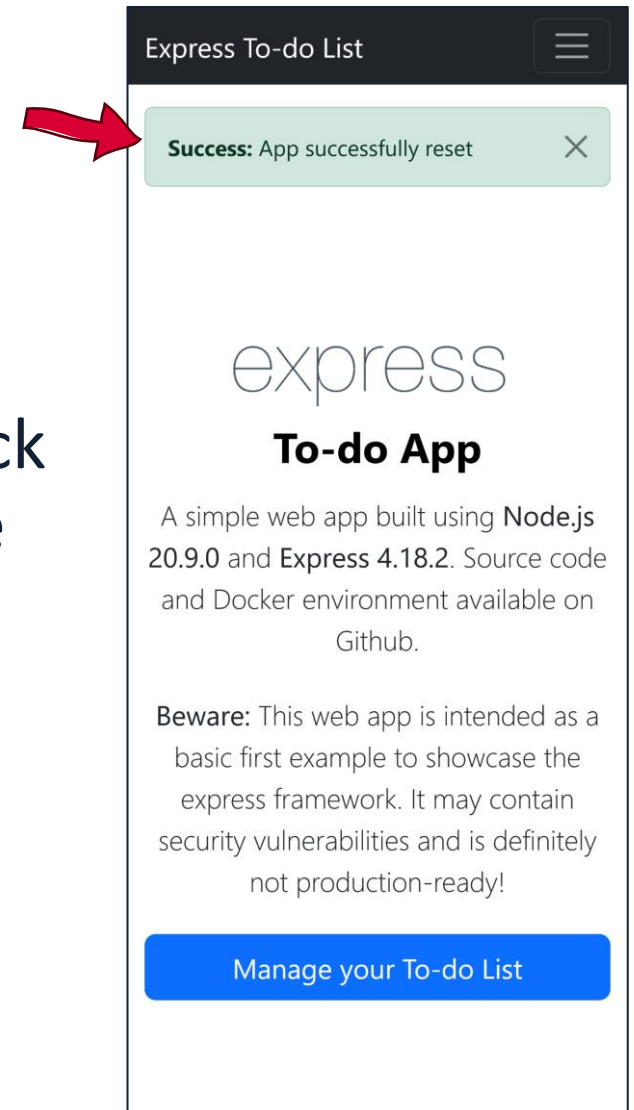 Express To-do List
Success: App successfully reset
ck
e
express
To-do App
A simple web app built using Node.js
20.9.0 and Express 4.18.2. Source code
and Docker environment available on
Github.
Beware: This web app is intended as a
basic first example to showcase the
express framework. It may contain
security vulnerabilities and is definitely
not production-ready!
Manage your To-do List